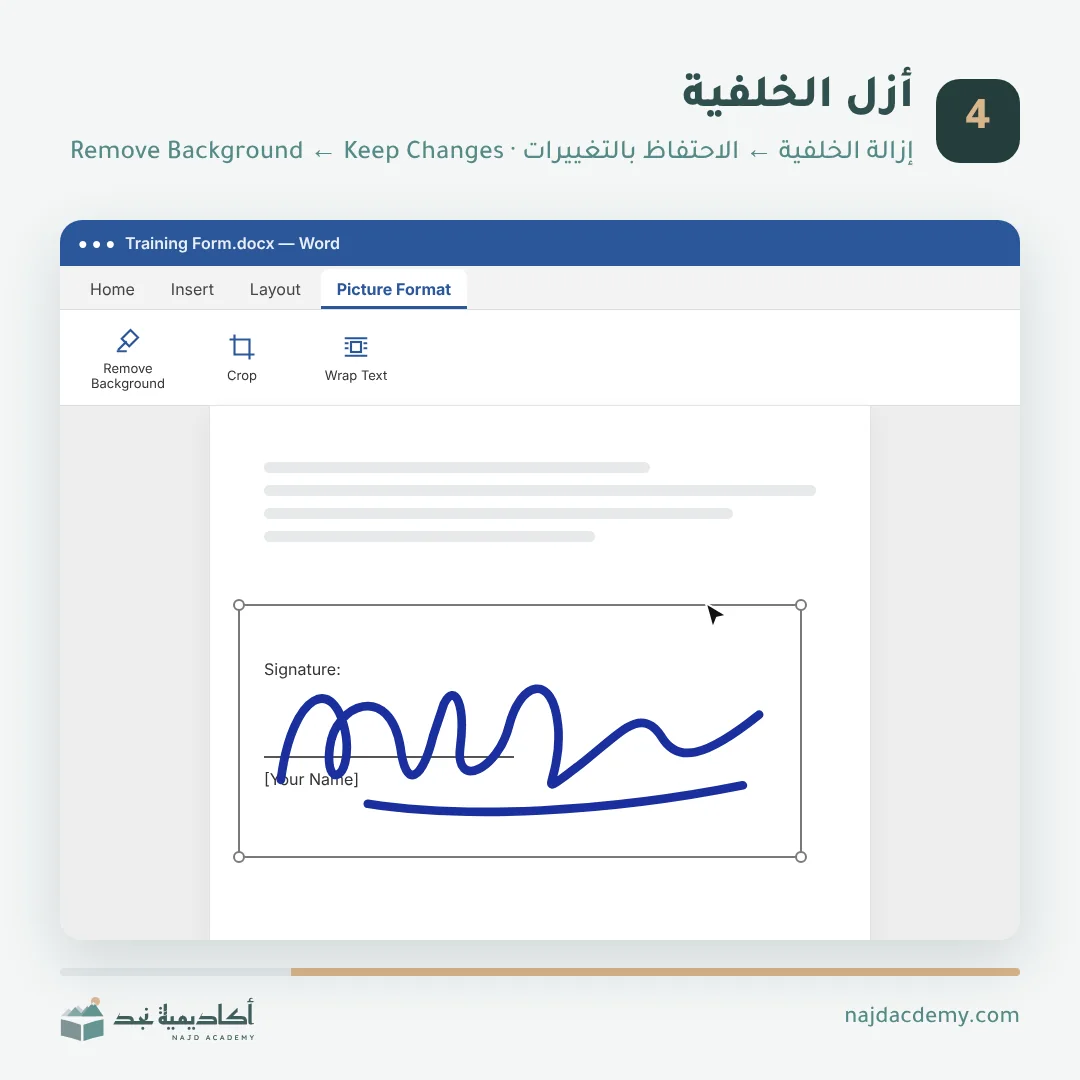 4
أزل الخلفية
إزالة الخلفية ← الاحتفاظ بالتغييرات · Remove Background ← Keep Changes
Training Form.docx — Word
Home Insert Layout Picture Format
Remove Background
Crop
Wrap Text
Signature:
[Your Name]
أكاديمية نجد
NAJD ACADEMY
najdacdemy.com